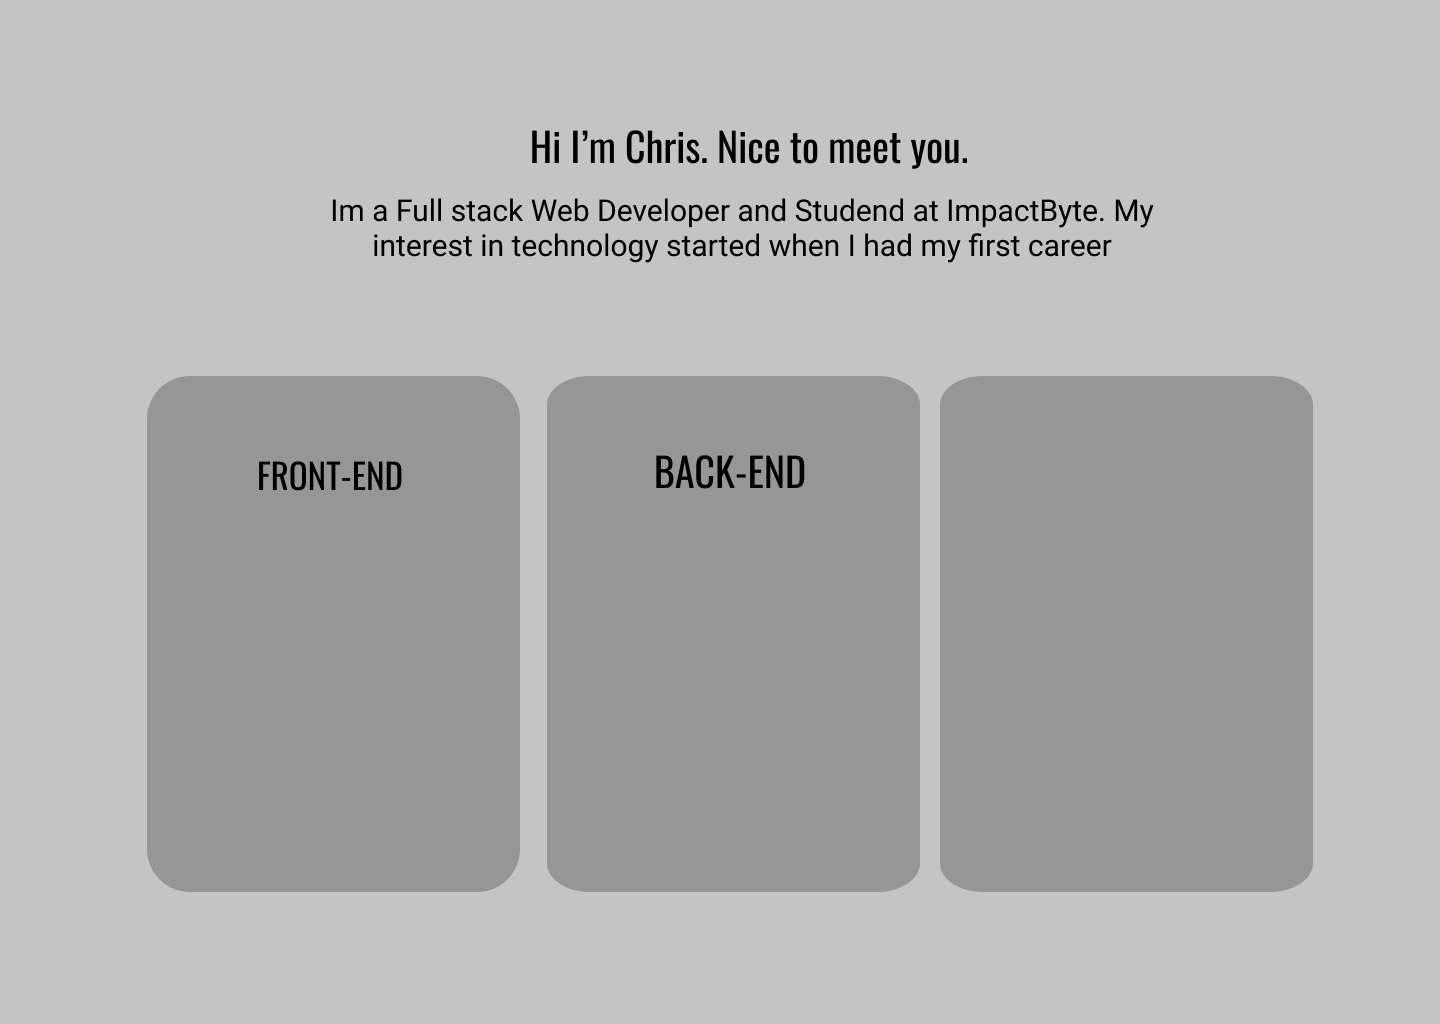 Hi I’m Chris. Nice to meet you.
Im a Full stack Web Developer and Studend at ImpactByte. My
interest in technology started when I had my first career
FRONT-END
BACK-END